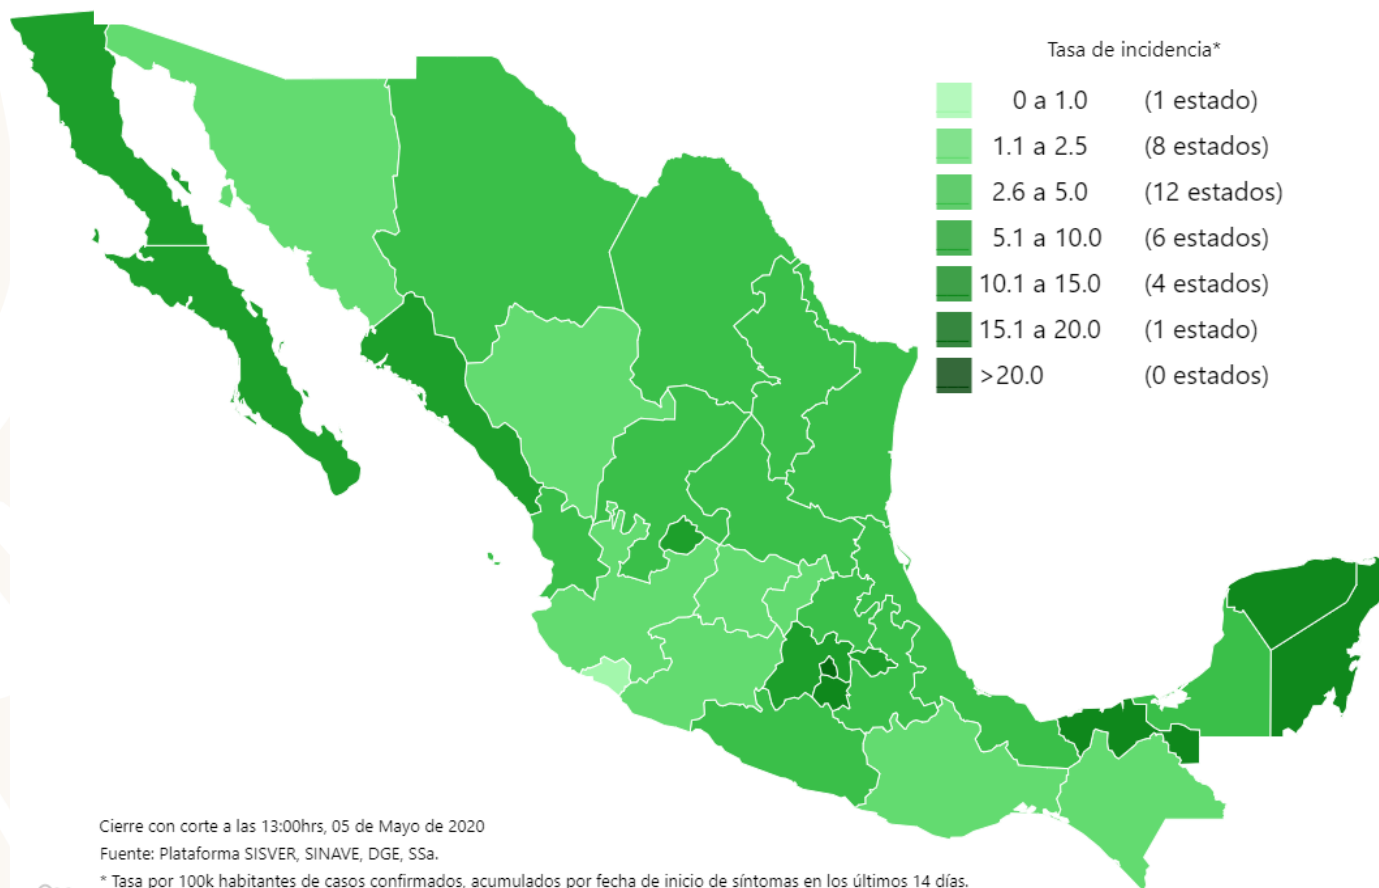 Tasa de incidencia*
0 a 1.0 (1 estado)
1.1 a 2.5 (8 estados)
2.6 a 5.0 (12 estados)
5.1 a 10.0 (6 estados)
10.1 a 15.0 (4 estados)
15.1 a 20.0 (1 estado)
>20.0 (0 estados)
Cierre con corte a las 13:00hrs, 05 de Mayo de 2020
Fuente: Plataforma SISVER, SINAVE, DGE, SSa.
* Tasa por 100k habitantes de casos confirmados, acumulados por fecha de inicio de síntomas en los últimos 14 días.